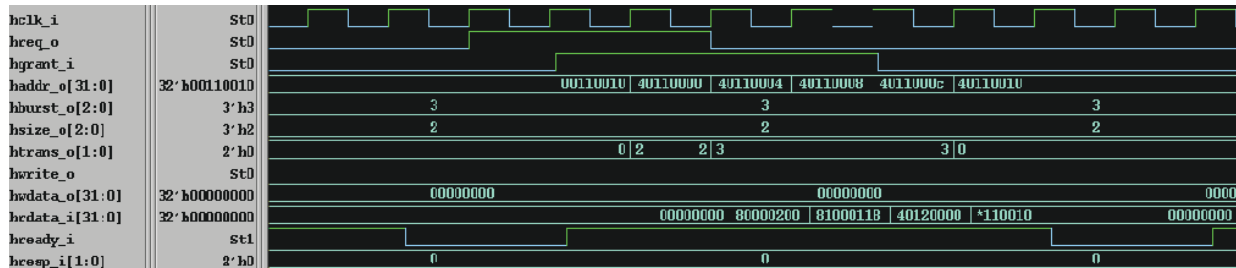 hclk_i St0
hreq_o St0
hgrant_i St0
haddr_o[31:0] 32'h00110010 00110010 40110000 40110004 40110008 4011000c 40110010
hburst_o[2:0] 3'h3 3 3 3
hsize_o[2:0] 3'h2 2 2 2
htrans_o[1:0] 2'h0 0 2 2 3 3 0
hwrite_o St0
hwdata_o[31:0] 32'h00000000 00000000 00000000 0000
hrdata_i[31:0] 32'h00000000 00000000 80000200 81000118 40120000 *110010 00000000
hready_i St1
hresp_i[1:0] 2'h0 0 0 0